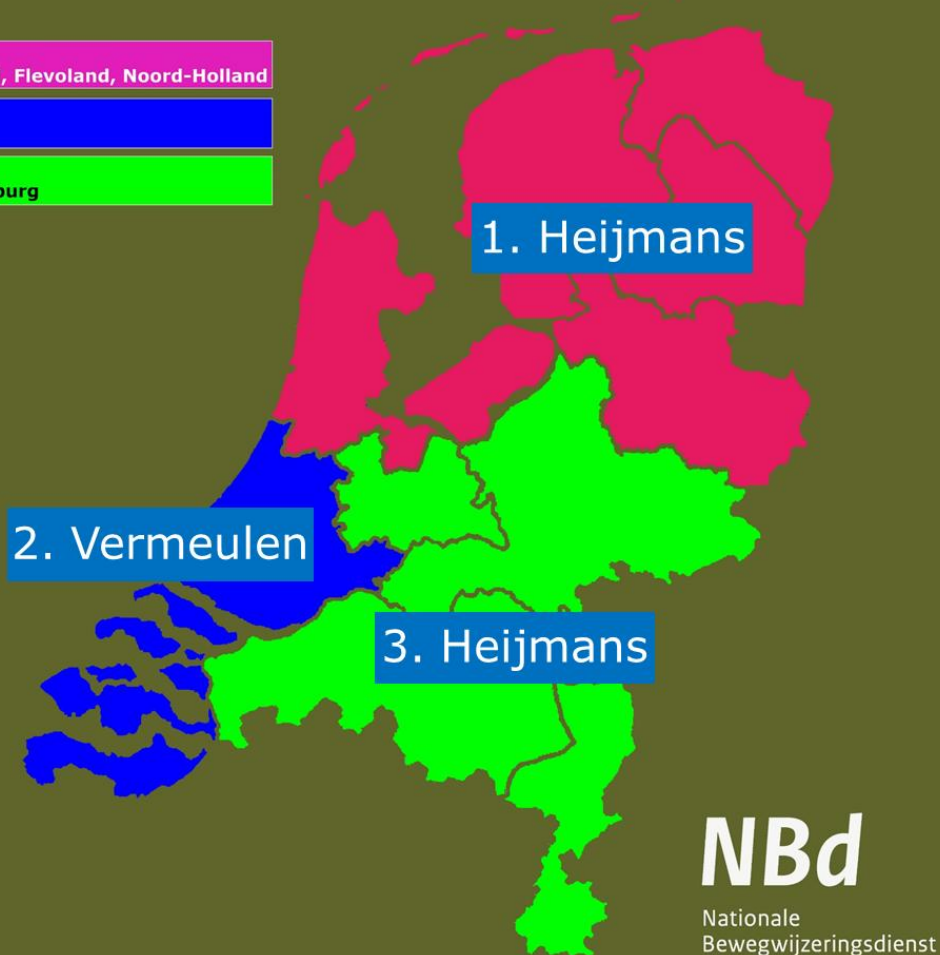 , Flevoland, Noord-Holland
burg
1. Heijmans
2. Vermeulen
3. Heijmans
NBd
Nationale
Bewegwijzeringsdienst